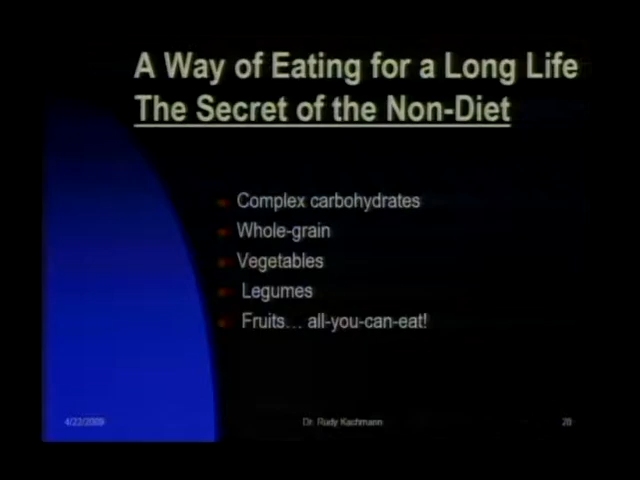 A Way of Eating for a Long Life
The Secret of the Non-Diet
Complex carbohydrates
Whole-grain
Vegetables
Legumes
Fruits... all-you-can-eat!
4/22/2009
Dr. Rudy Kachmann
28